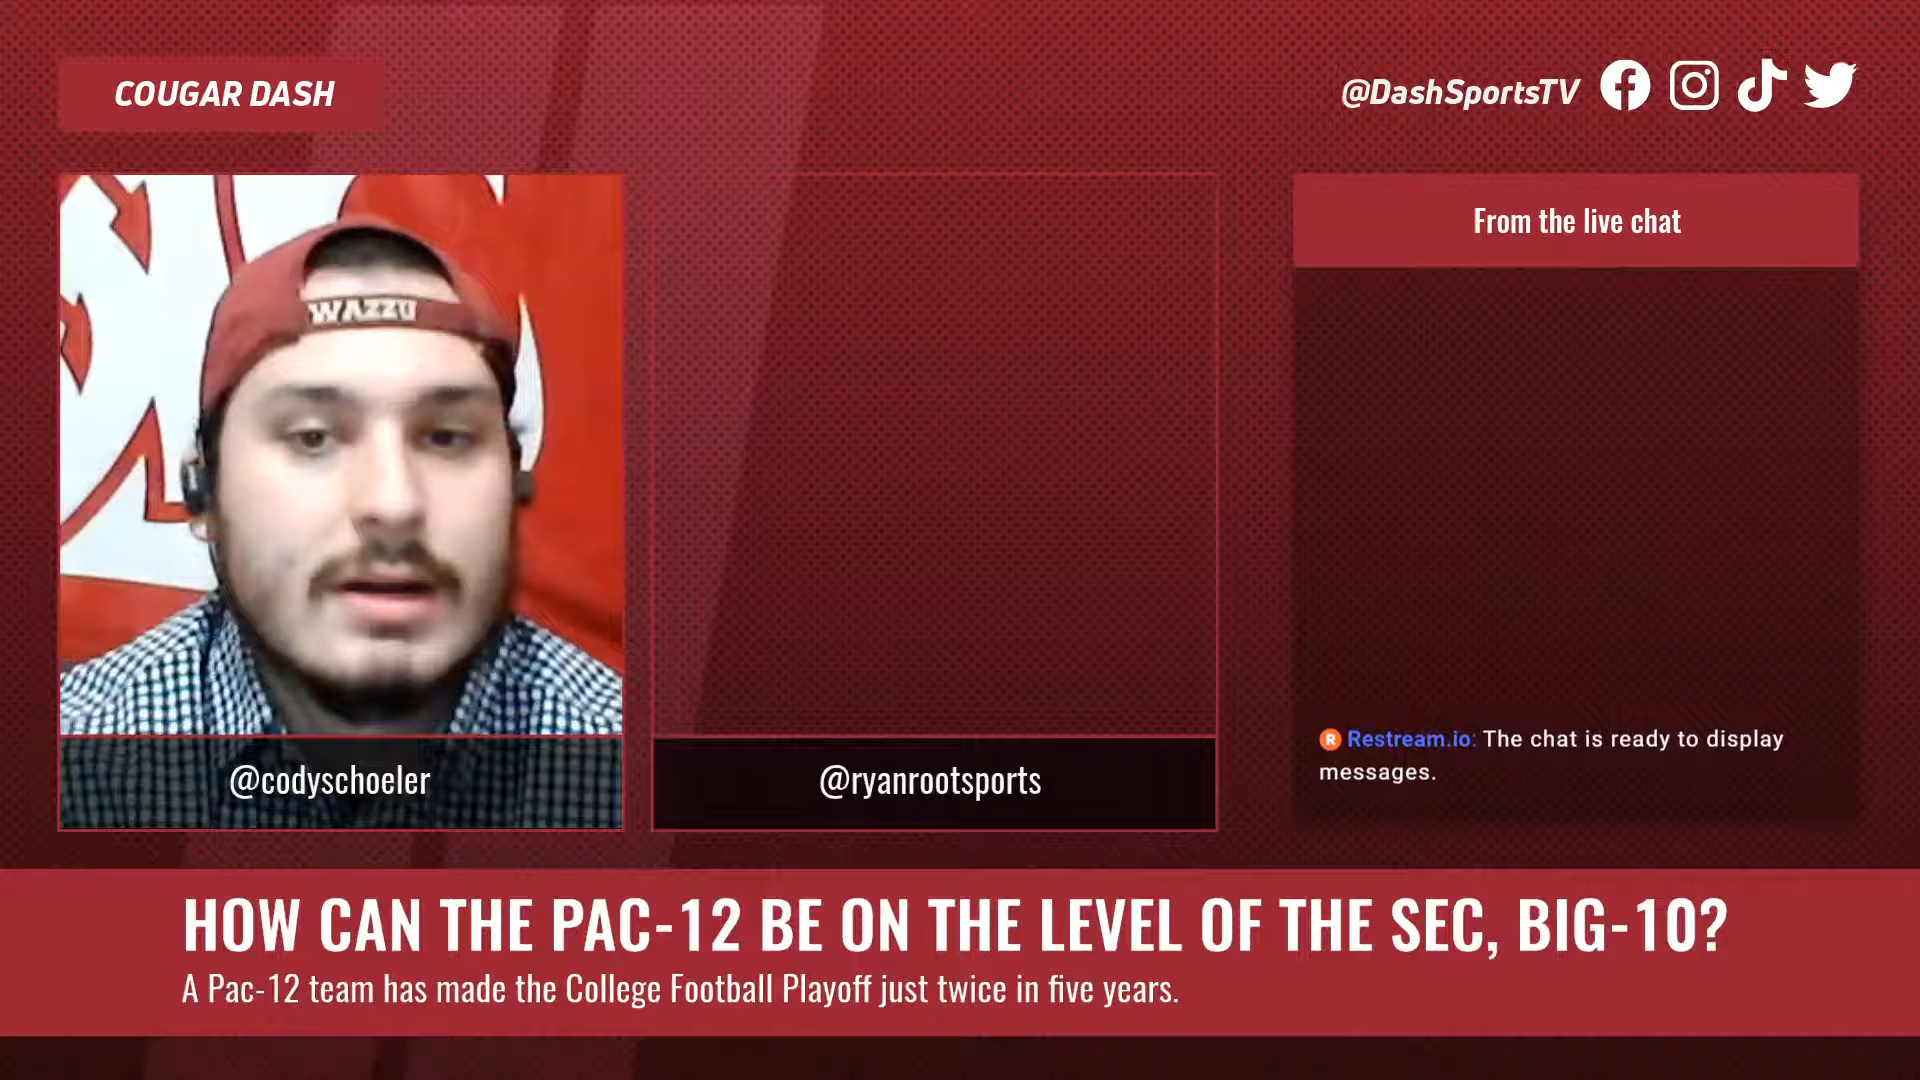 COUGAR DASH
@DashSportsTV
WAZZU
From the live chat
Restream.io: The chat is ready to display
messages.
@codyschoeler
@ryanrootsports
HOW CAN THE PAC-12 BE ON THE LEVEL OF THE SEC, BIG-10?
A Pac-12 team has made the College Football Playoff just twice in five years.